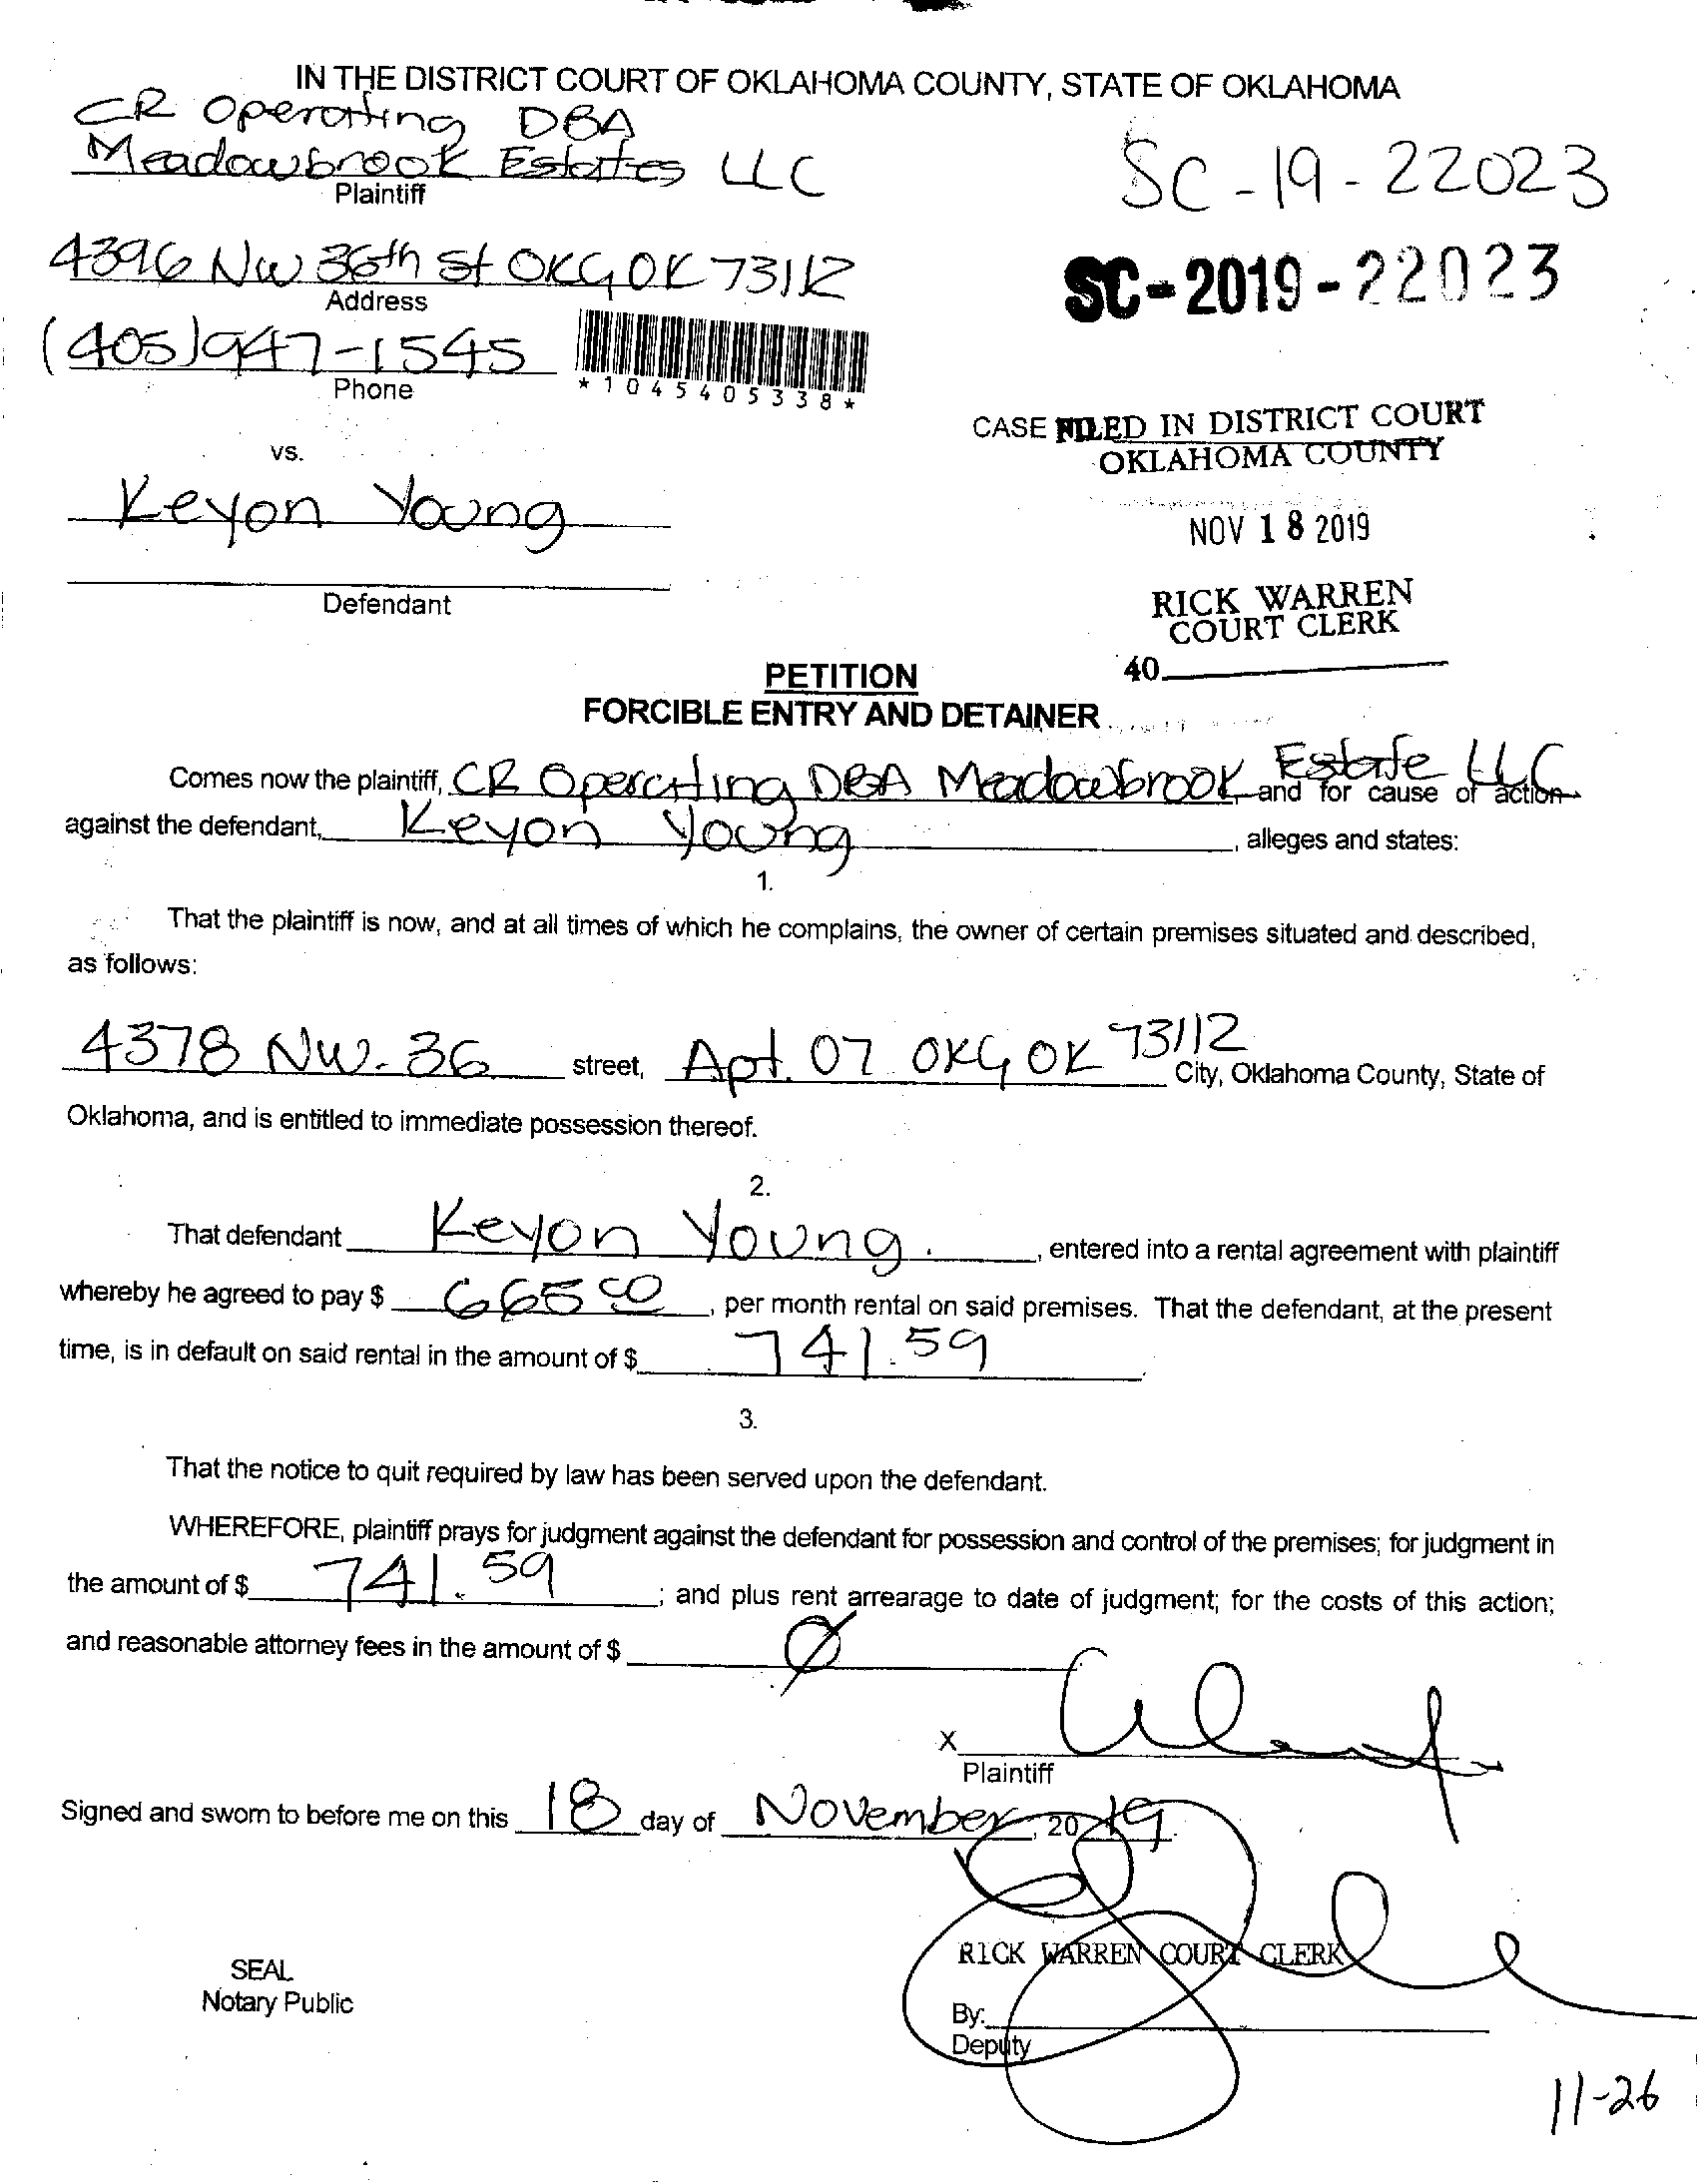 IN THE DISTRICT COURT OF OKLAHOMA COUNTY, STATE OF OKLAHOMA
CR Operating DBA
Meadowbrook Estates LLC
Plaintiff
SC-19-22023
4396 NW 36th St OKC OK 73112
Address
SC-2019-22023
(405)947-1545
Phone
*1045405338*
CASE FILED IN DISTRICT COURT
OKLAHOMA COUNTY
vs.
Keyon Young
NOV 18 2019
Defendant
RICK WARREN
COURT CLERK
40
PETITION
FORCIBLE ENTRY AND DETAINER
Comes now the plaintiff, CR Operating DBA Meadowbrook Estate LLC, and for cause of action
against the defendant, Keyon Young, alleges and states:
1.
That the plaintiff is now, and at all times of which he complains, the owner of certain premises situated and described,
as follows:
4378 NW. 36 street, Apt. 07 OKC OK 73112 City, Oklahoma County, State of
Oklahoma, and is entitled to immediate possession thereof.
2.
That defendant Keyon Young., entered into a rental agreement with plaintiff
whereby he agreed to pay $ 665 00, per month rental on said premises. That the defendant, at the present
time, is in default on said rental in the amount of $ 741.59.
3.
That the notice to quit required by law has been served upon the defendant.
WHEREFORE, plaintiff prays for judgment against the defendant for possession and control of the premises; for judgment in
the amount of $ 741.59; and plus rent arrearage to date of judgment; for the costs of this action;
and reasonable attorney fees in the amount of $ Ø
X
Plaintiff
Signed and sworn to before me on this 18 day of November, 20 19.
RICK WARREN COURT CLERK
SEAL
Notary Public
By:
Deputy
11-26